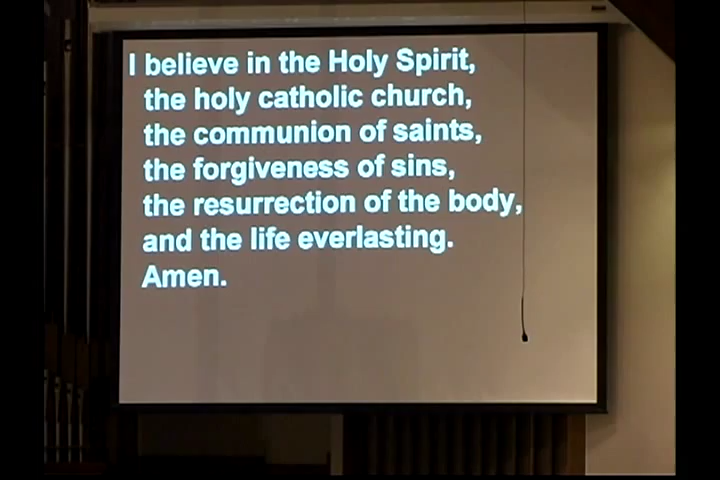 I believe in the Holy Spirit,
the holy catholic church,
the communion of saints,
the forgiveness of sins,
the resurrection of the body,
and the life everlasting.
Amen.